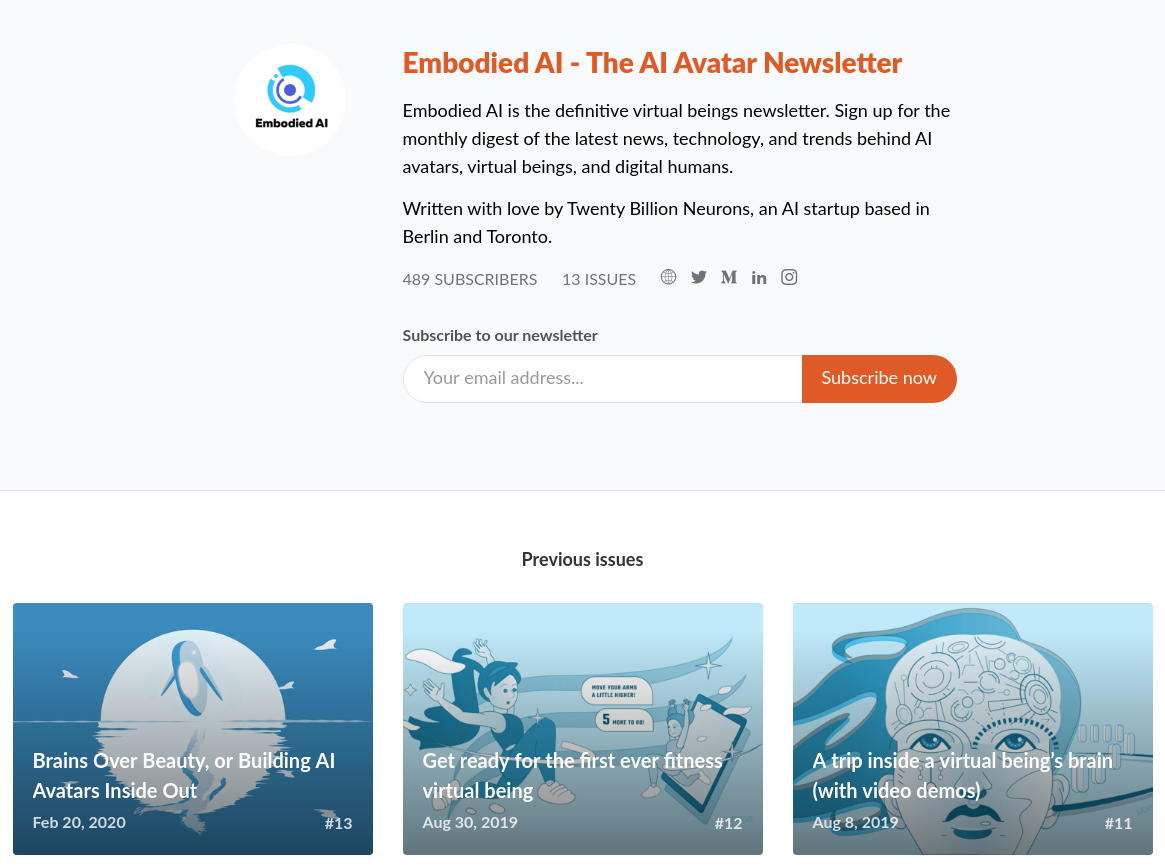 Embodied AI
Embodied AI - The AI Avatar Newsletter
Embodied AI is the definitive virtual beings newsletter. Sign up for the
monthly digest of the latest news, technology, and trends behind AI
avatars, virtual beings, and digital humans.
Written with love by Twenty Billion Neurons, an AI startup based in
Berlin and Toronto.
489 SUBSCRIBERS 13 ISSUES
Subscribe to our newsletter
Your email address...
Subscribe now
Previous issues
Brains Over Beauty, or Building AI
Avatars Inside Out
Feb 20, 2020
#13
MOVE YOUR ARMS
A LITTLE HIGHER!
5 MORE TO GO!
Get ready for the first ever fitness
virtual being
Aug 30, 2019
#12
A trip inside a virtual being's brain
(with video demos)
Aug 8, 2019
#11